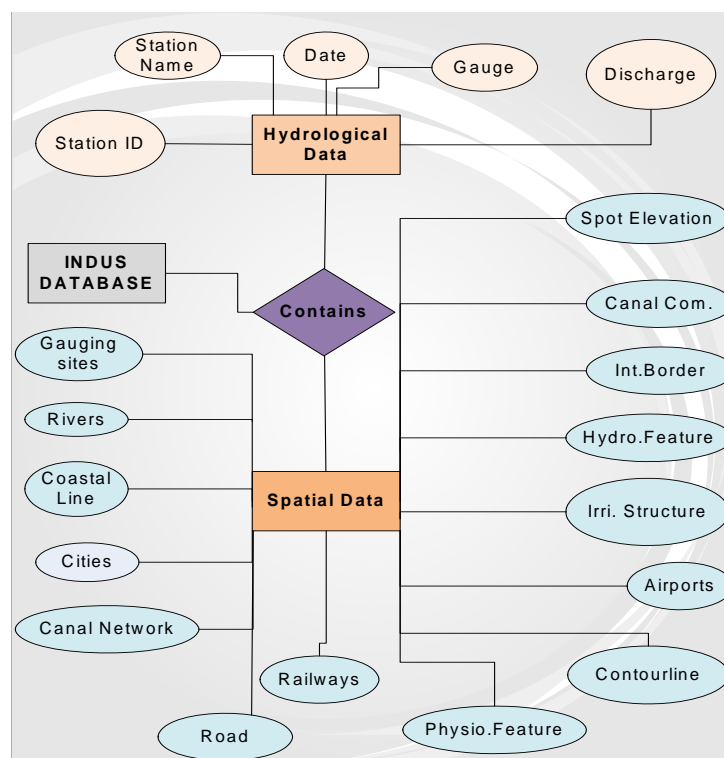 Station
Name
Date
Gauge
Discharge
Station ID
Hydrological
Data
Spot Elevation
INDUS
DATABASE
Contains
Canal Com.
Gauging
sites
Int.Border
Rivers
Hydro.Feature
Coastal
Line
Spatial Data
Irri. Structure
Cities
Airports
Canal Network
Railways
Contourline
Road
Physio.Feature